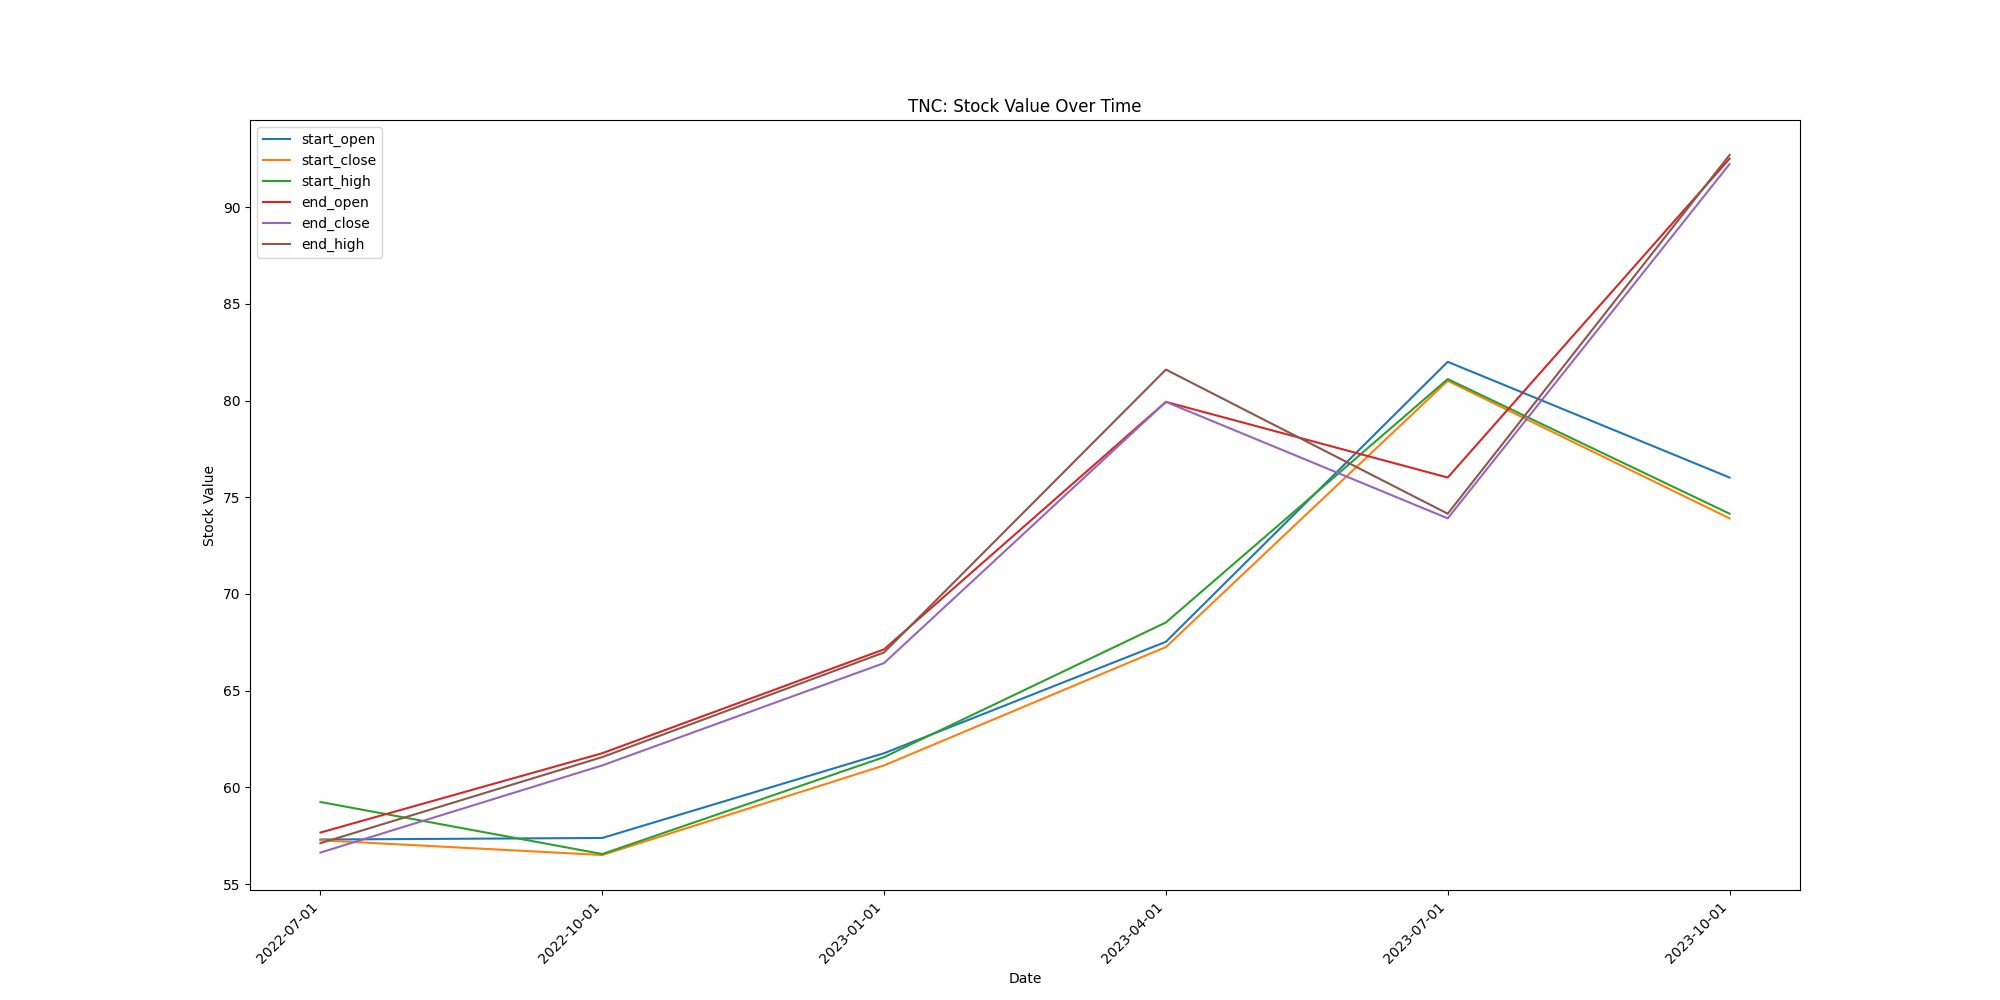 TNC: Stock Value Over Time
start_open
start_close
start_high
end_open
end_close
end_high
90
85
80
75
70
65
60
55
Stock Value
2022-07-01
2022-10-01
2023-01-01
2023-04-01
2023-07-01
2023-10-01
Date